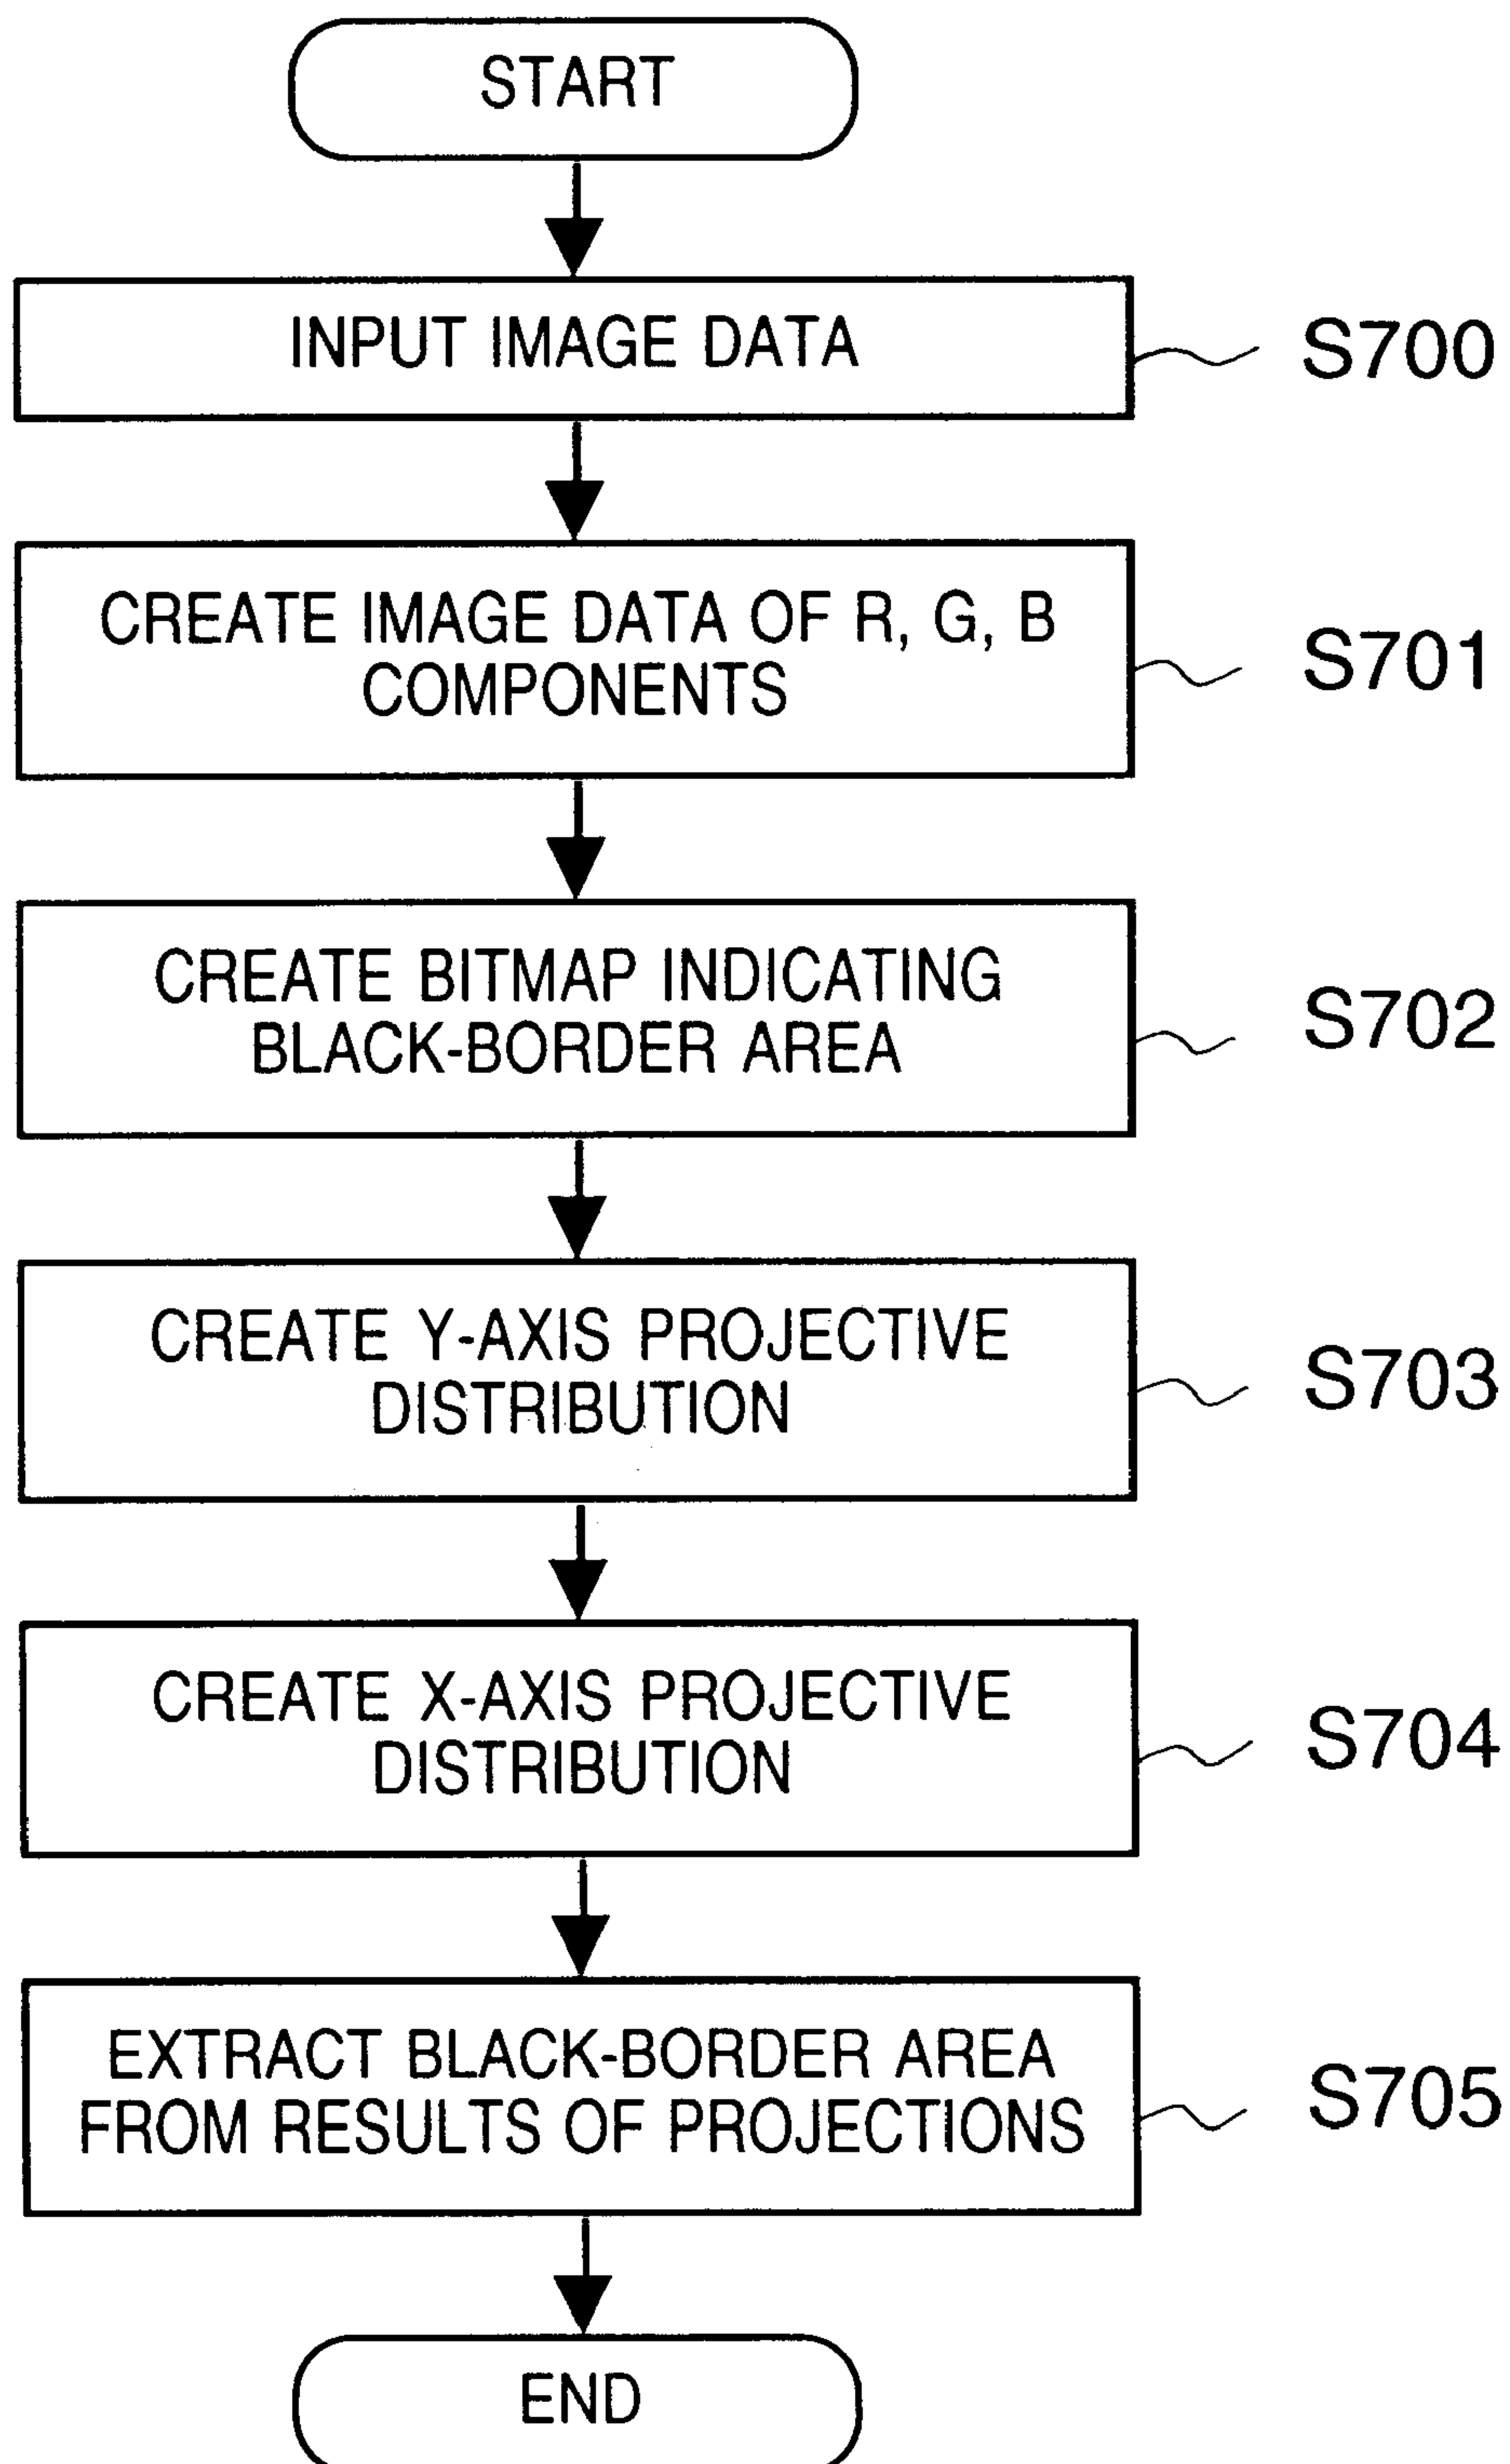 START
INPUT IMAGE DATA
S700
CREATE IMAGE DATA OF R, G, B
COMPONENTS
S701
CREATE BITMAP INDICATING
BLACK-BORDER AREA
S702
CREATE Y-AXIS PROJECTIVE
DISTRIBUTION
S703
CREATE X-AXIS PROJECTIVE
DISTRIBUTION
S704
EXTRACT BLACK-BORDER AREA
FROM RESULTS OF PROJECTIONS
S705
END